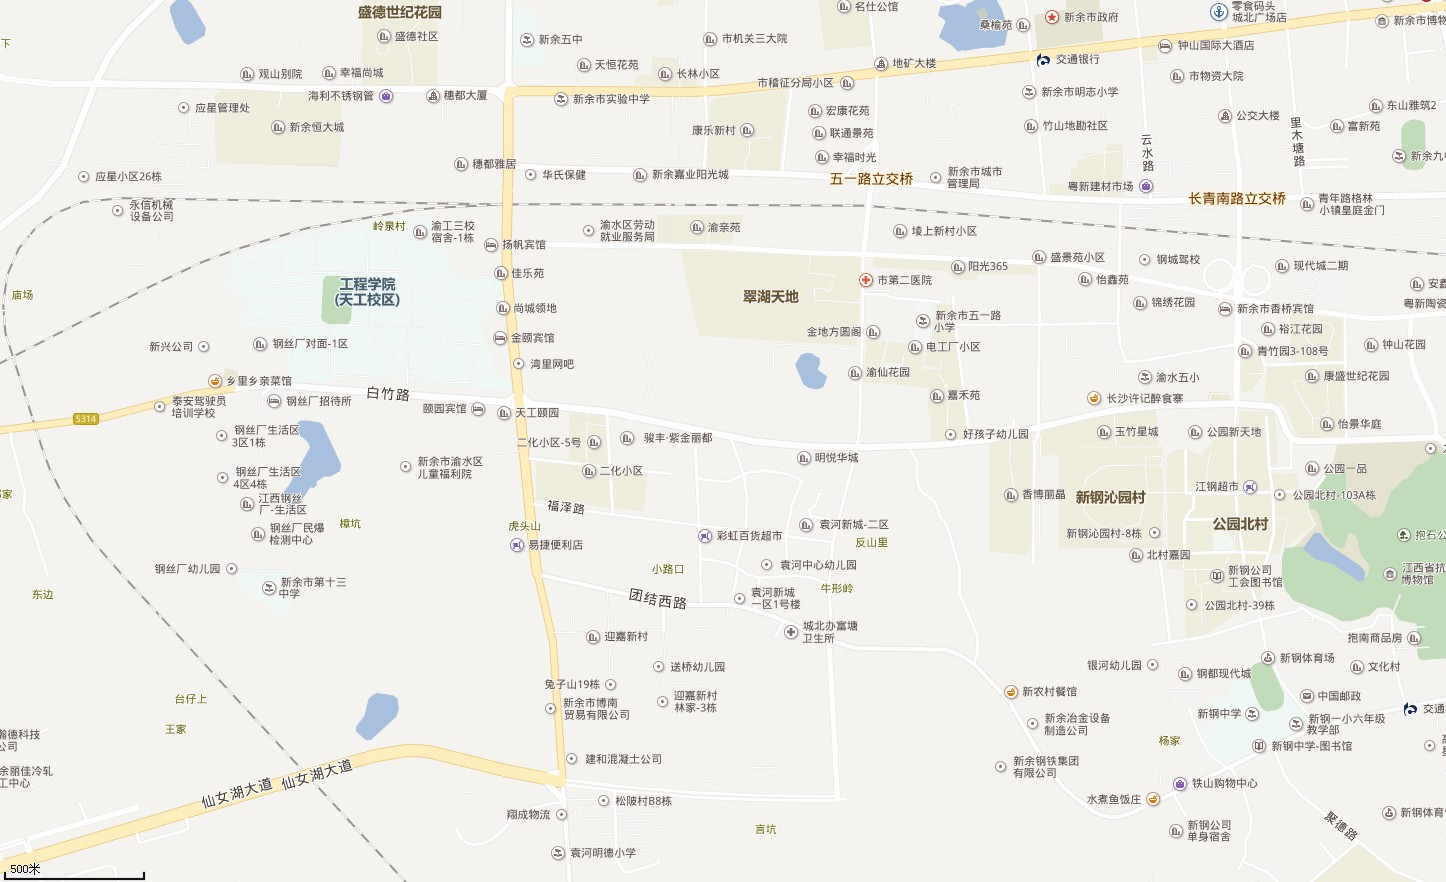 盛德世纪花园
名仕公馆
零食码头
城北广场店
桑榆苑
新余市政府
新余市博物
盛德社区
新余五中
市机关三大院
钟山国际大酒店
下
交通银行
天恒花苑
地矿大楼
观山别院
幸福尚城
长林小区
市稽征分局小区
市物资大院
海利不锈钢管
穗都大厦
新余市实验中学
新余市明志小学
应星管理处
宏康花苑
东山雅筑2
公交大楼
新余恒大城
康乐新村
联通景苑
竹山地勘社区
里木塘路
富新苑
云水路
幸福时光
新余九中
穗都雅居
华氏保健
新余嘉业阳光城
五一路立交桥
新余市城市
管理局
应星小区26栋
粤新建材市场
长青南路立交桥
青年路格林
小镇皇庭金门
永信机械
设备公司
岭泉村
渝工三校
宿舍-1栋
渝水区劳动
就业服务局
渝亲苑
堎上新村小区
扬帆宾馆
盛景苑小区
钢城驾校
阳光365
现代城二期
佳乐苑
市第二医院
怡鑫苑
工程学院
(天工校区)
翠湖天地
庙场
安鑫
锦绣花园
粤新陶瓷
尚城领地
新余市香桥宾馆
新余市五一路
小学
裕江花园
金颐宾馆
金地方圆阁
新兴公司
钢丝厂对面-1区
电工厂小区
钟山花园
青竹园3-108号
湾里网吧
渝仙花园
渝水五小
康盛世纪花园
乡里乡亲菜馆
白竹路
嘉禾苑
长沙许记醉食寨
泰安驾驶员
培训学校
钢丝厂招待所
颐园宾馆
天工颐园
S314
怡景华庭
钢丝厂生活区
3区1栋
二化小区-5号
骏丰·紫金丽都
好孩子幼儿园
玉竹星城
公园新天地
明悦华城
新余市渝水区
儿童福利院
二化小区
公园一品
钢丝厂生活区
4区4栋
江钢超市
公园北村-103A栋
香博丽晶
新钢沁园村
江西钢丝
厂-生活区
福泽路
樟坑
虎头山
袁河新城-二区
公园北村
钢丝厂民爆
检测中心
彩虹百货超市
新钢沁园村-8栋
抱石公
易捷便利店
反山里
北村嘉园
钢丝厂幼儿园
小路口
袁河中心幼儿园
新钢公司
工会图书馆
江西省抗
博物馆
新余市第十三
中学
牛形岭
东边
团结西路
袁河新城
一区1号楼
公园北村-39栋
城北办富塘
卫生所
迎嘉新村
抱南商品房
送桥幼儿园
银河幼儿园
新钢体育场
文化村
钢都现代城
兔子山19栋
新农村餐馆
台仔上
迎嘉新村
林家-3栋
中国邮政
新余市博南
贸易有限公司
交通
新钢中学
新余冶金设备
制造公司
新钢一小六年级
教学部
王家
瀚德科技
公司
杨家
新钢中学-图书馆
建和混凝土公司
新余钢铁集团
有限公司
余丽佳冷轧
工中心
仙女湖大道
仙女湖大道
铁山购物中心
松陂村B8栋
水煮鱼饭庄
翔成物流
新钢体育
言坑
新钢公司
单身宿舍
聚德路
袁河明德小学
500米